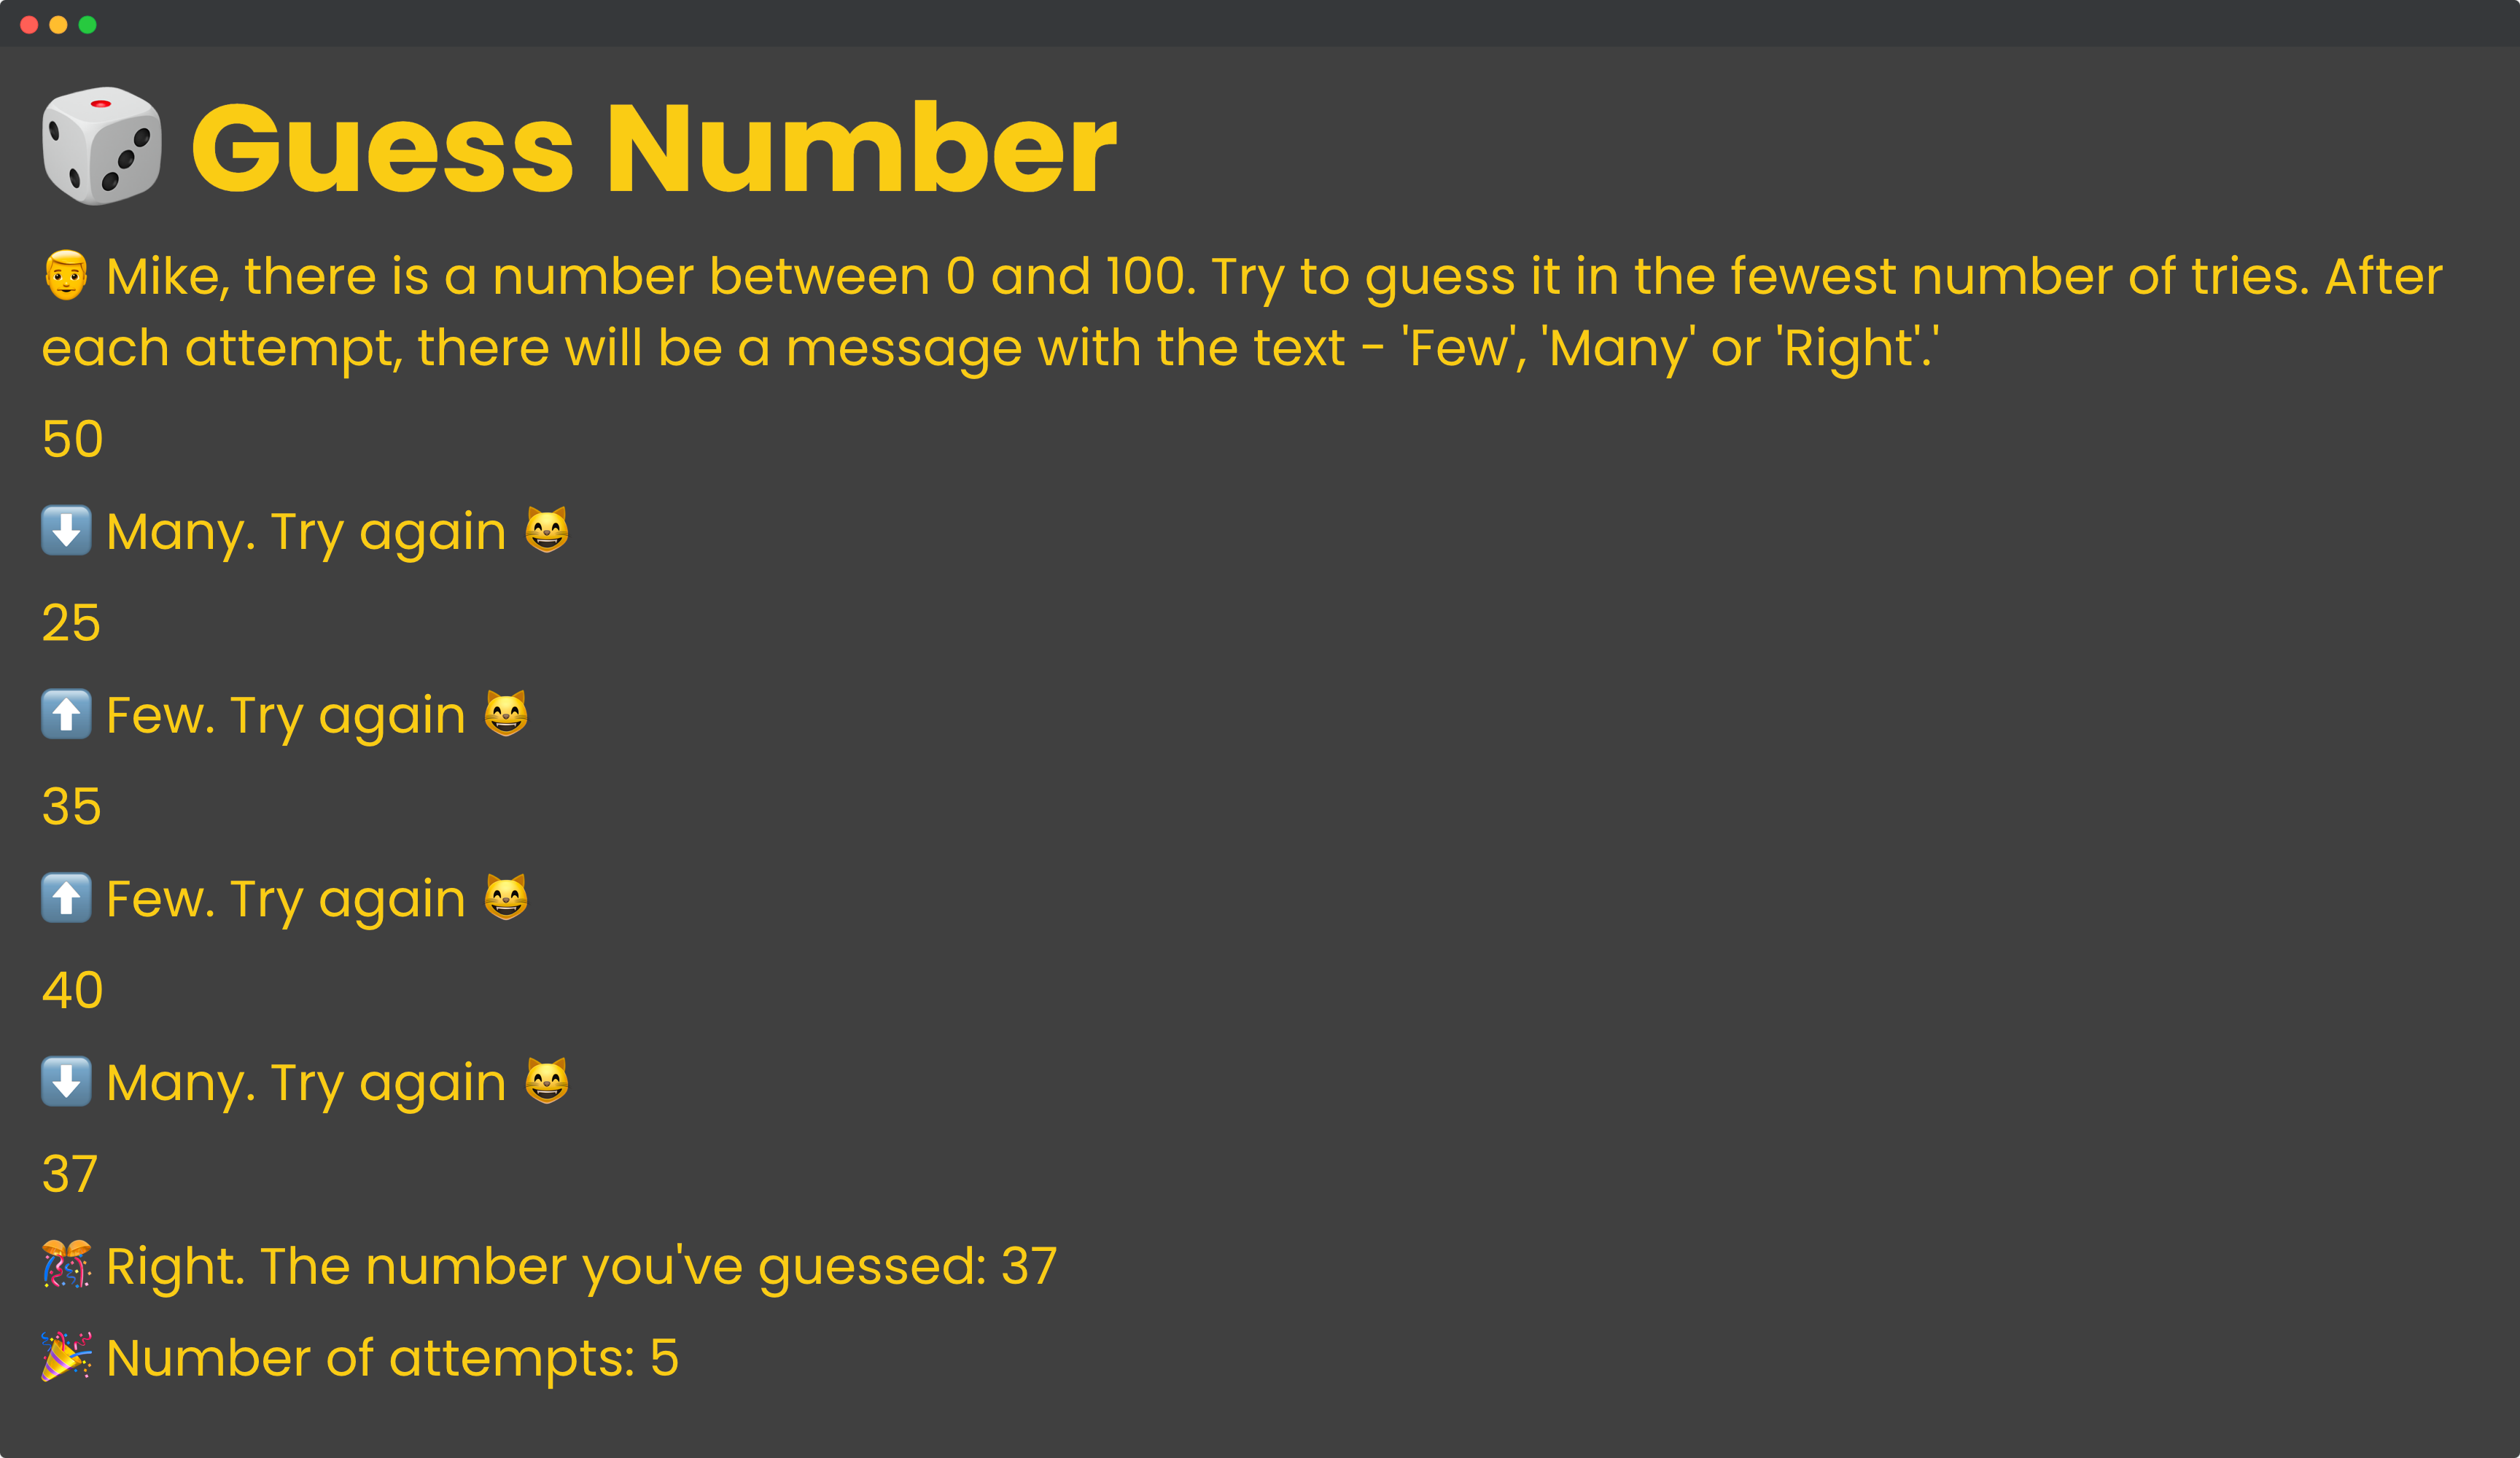 🎲 Guess Number
👨 Mike, there is a number between 0 and 100. Try to guess it in the fewest number of tries. After
each attempt, there will be a message with the text - 'Few', 'Many' or 'Right'.'
50
⬇️ Many. Try again 😸
25
⬆️ Few. Try again 😸
35
⬆️ Few. Try again 😸
40
⬇️ Many. Try again 😸
37
🎊 Right. The number you've guessed: 37
🎉 Number of attempts: 5